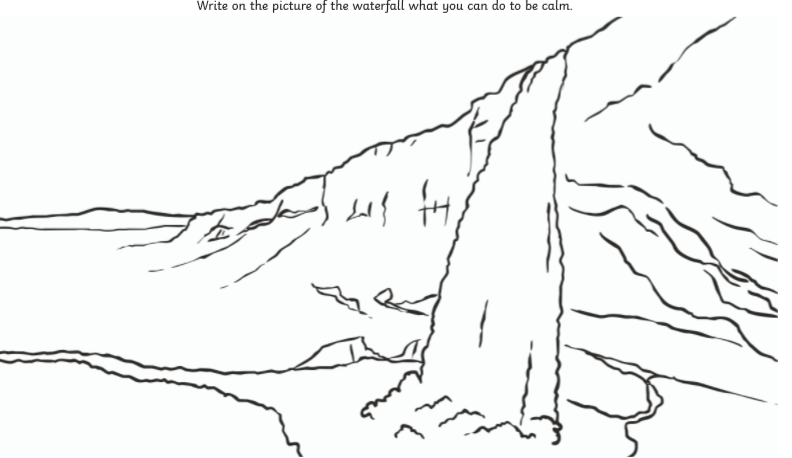 Write on the picture of the waterfall what you can do to be calm.